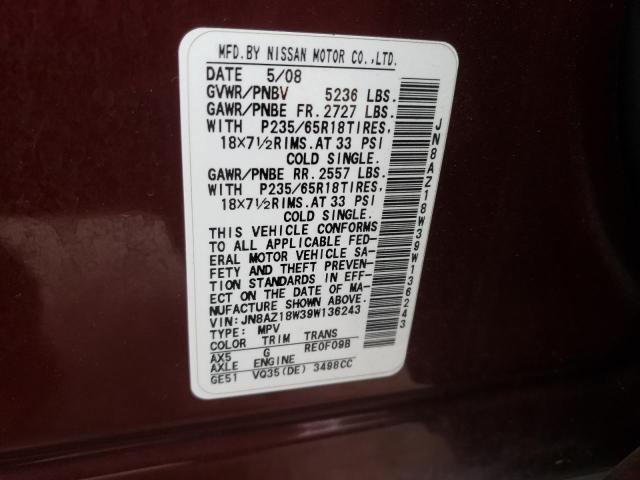 MFD.BY NISSAN MOTOR CO.,LTD.
DATE 5/08
GVWR/PNBV 5236 LBS.
GAWR/PNBE FR.2727 LBS.
WITH P235/65R18TIRES,
18X7½RIMS.AT 33 PSI
COLD SINGLE.
GAWR/PNBE RR.2557 LBS.
WITH P235/65R18TIRES,
18X7½RIMS.AT 33 PSI
COLD SINGLE.
THIS VEHICLE CONFORMS
TO ALL APPLICABLE FED-
ERAL MOTOR VEHICLE SA-
FETY AND THEFT PREVEN-
TION STANDARDS IN EFF-
ECT ON THE DATE OF MA-
NUFACTURE SHOWN ABOVE.
VIN:JN8AZ18W39W136243
TYPE: MPV
COLOR TRIM TRANS
AX5 G RE0F09B
AXLE ENGINE
GE51 VQ35(DE) 3498CC
JN8AZ18W39W136243